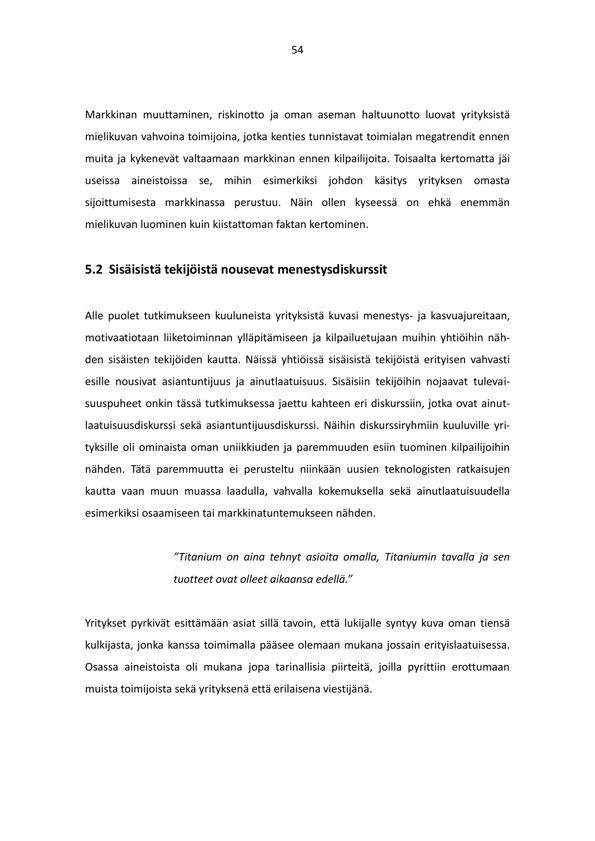 54
Markkinan muuttaminen, riskinotto ja oman aseman haltuunotto luovat yrityksistä
mielikuvan vahvoina toimijoina, jotka kenties tunnistavat toimialan megatrendit ennen
muita ja kykenevät valtaamaan markkinan ennen kilpailijoita. Toisaalta kertomatta jäi
useissa aineistoissa se, mihin esimerkiksi johdon käsitys yrityksen omasta
sijoittumisesta markkinassa perustuu. Näin ollen kyseessä on ehkä enemmän
mielikuvan luominen kuin kiistattoman faktan kertominen.
5.2 Sisäisistä tekijöistä nousevat menestysdiskurssit
Alle puolet tutkimukseen kuuluneista yrityksistä kuvasi menestys- ja kasvuajureitaan,
motivaatiotaan liiketoiminnan ylläpitämiseen ja kilpailuetujaan muihin yhtiöihin näh-
den sisäisten tekijöiden kautta. Näissä yhtiöissä sisäisistä tekijöistä erityisen vahvasti
esille nousivat asiantuntijuus ja ainutlaatuisuus. Sisäisiin tekijöihin nojaavat tulevai-
suuspuheet onkin tässä tutkimuksessa jaettu kahteen eri diskurssiin, jotka ovat ainut-
laatuisuusdiskurssi sekä asiantuntijuusdiskurssi. Näihin diskurssiryhmiin kuuluville yri-
tyksille oli ominaista oman uniikkiuden ja paremmuuden esiin tuominen kilpailijoihin
nähden. Tätä paremmuutta ei perusteltu niinkään uusien teknologisten ratkaisujen
kautta vaan muun muassa laadulla, vahvalla kokemuksella sekä ainutlaatuisuudella
esimerkiksi osaamiseen tai markkinatuntemukseen nähden.
”Titanium on aina tehnyt asioita omalla, Titaniumin tavalla ja sen
tuotteet ovat olleet aikaansa edellä.”
Yritykset pyrkivät esittämään asiat sillä tavoin, että lukijalle syntyy kuva oman tiensä
kulkijasta, jonka kanssa toimimalla pääsee olemaan mukana jossain erityislaatuisessa.
Osassa aineistoista oli mukana jopa tarinallisia piirteitä, joilla pyrittiin erottumaan
muista toimijoista sekä yrityksenä että erilaisena viestijänä.